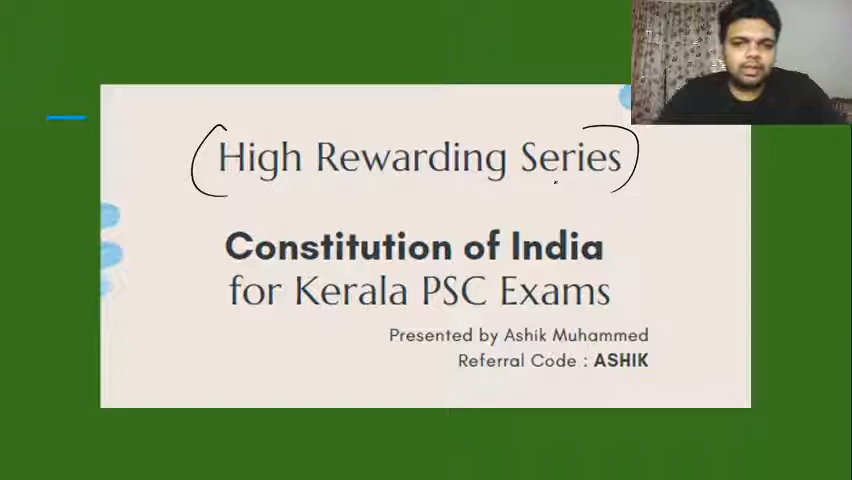 High Rewarding Series
Constitution of India
for Kerala PSC Exams
Presented by Ashik Muhammed
Referral Code : ASHIK